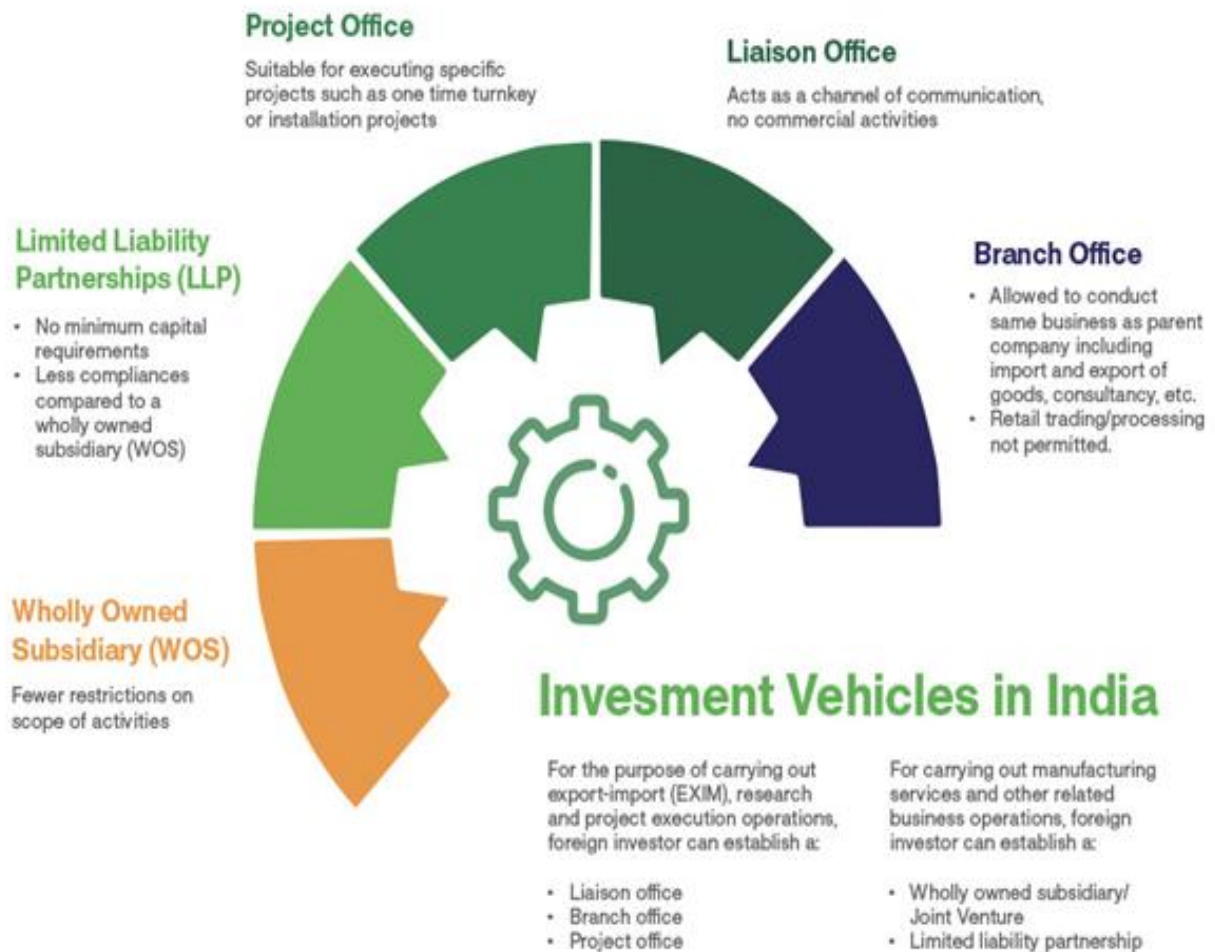 Project Office
Suitable for executing specific
projects such as one time turnkey
or installation projects
Liaison Office
Acts as a channel of communication,
no commercial activities
Limited Liability
Partnerships (LLP)
• No minimum capital
requirements
• Less compliances
compared to a
wholly owned
subsidiary (WOS)
Branch Office
• Allowed to conduct
same business as parent
company including
import and export of
goods, consultancy, etc.
• Retail trading/processing
not permitted.
Wholly Owned
Subsidiary (WOS)
Fewer restrictions on
scope of activities
Invesment Vehicles in India
For the purpose of carrying out
export-import (EXIM), research
and project execution operations,
foreign investor can establish a:
• Liaison office
• Branch office
• Project office
For carrying out manufacturing
services and other related
business operations, foreign
investor can establish a:
• Wholly owned subsidiary/
Joint Venture
• Limited liability partnership